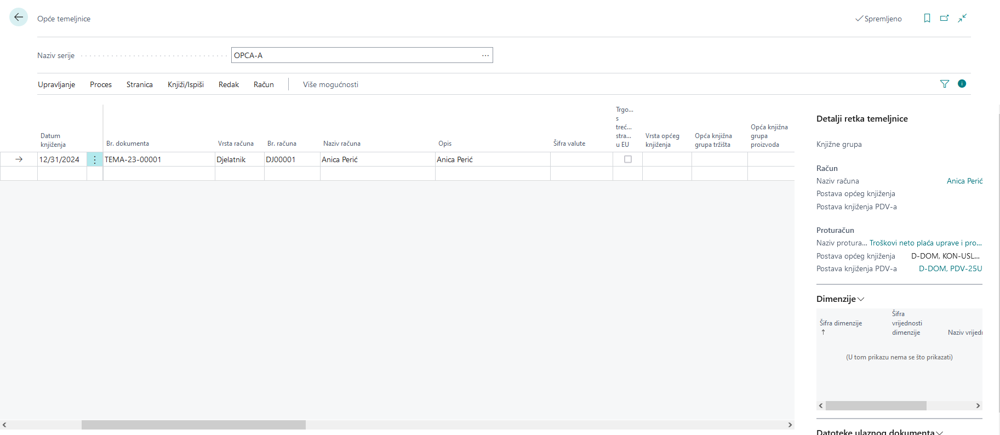 Opće temeljnice
Spremljeno
Naziv serije
OPCA-A
Upravljanje Proces Stranica Knjiži/Ispiši Redak Račun Više mogućnosti
Datum knjiženja
Br. dokumenta
Vrsta računa
Br. računa
Naziv računa
Opis
Šifra valute
Trgo...
s
treć...
stra...
u EU
Vrsta općeg
knjiženja
Opća knjižna
grupa tržišta
Opća knjižna
grupa
proizvoda
12/31/2024 TEMA-23-00001 Djelatnik DJ00001 Anica Perić Anica Perić
Detalji retka temeljnice
Knjižne grupa
Račun
Naziv računa Anica Perić
Postava općeg knjiženja
Postava knjiženja PDV-a
Proturačun
Naziv protura... Troškovi neto plaća uprave i pro...
Postava općeg knjiženja D-DOM, KON-USL...
Postava knjiženja PDV-a D-DOM, PDV-25U
Dimenzije
Šifra dimenzije
Šifra
vrijednosti
dimenzije
Naziv vrijedn
(U tom prikazu nema se što prikazati)
Datoteke ulaznog dokumenta